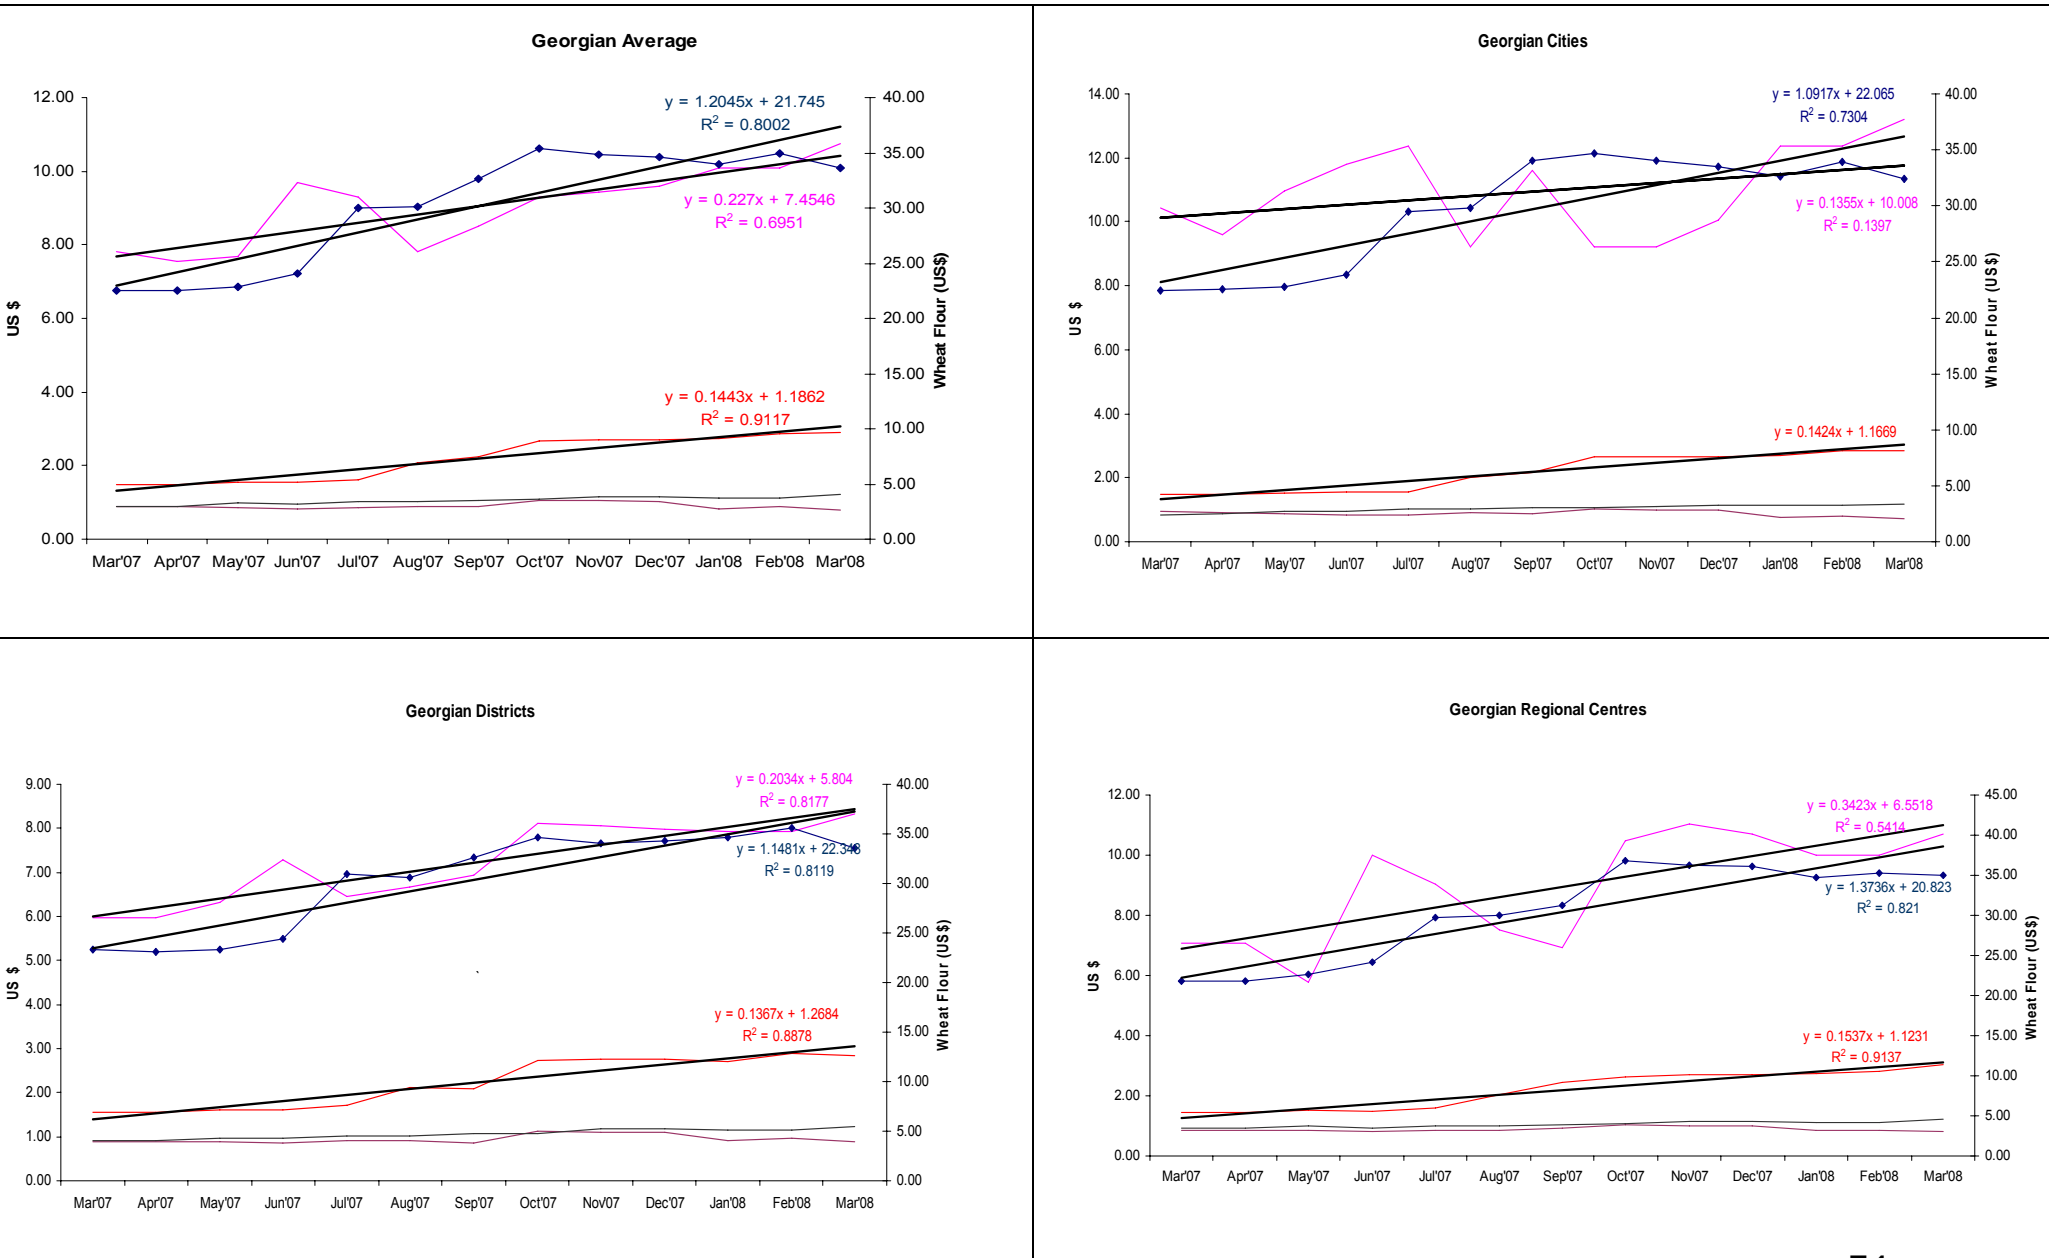 Georgian Average
12.00
10.00
8.00
6.00
4.00
2.00
0.00
US $
40.00
35.00
30.00
25.00
20.00
15.00
10.00
5.00
0.00
Wheat Flour (US$)
y = 1.2045x + 21.745
R² = 0.8002
y = 0.227x + 7.4546
R² = 0.6951
y = 0.1443x + 1.1862
R² = 0.9117
Mar'07 Apr'07 May'07 Jun'07 Jul'07 Aug'07 Sep'07 Oct'07 Nov'07 Dec'07 Jan'08 Feb'08 Mar'08
Georgian Cities
14.00
12.00
10.00
8.00
6.00
4.00
2.00
0.00
US $
40.00
35.00
30.00
25.00
20.00
15.00
10.00
5.00
0.00
Wheat Flour (US$)
y = 1.0917x + 22.065
R² = 0.7304
y = 0.1355x + 10.008
R² = 0.1397
y = 0.1424x + 1.1669
Mar'07 Apr'07 May'07 Jun'07 Jul'07 Aug'07 Sep'07 Oct'07 Nov'07 Dec'07 Jan'08 Feb'08 Mar'08
Georgian Districts
9.00
8.00
7.00
6.00
5.00
4.00
3.00
2.00
1.00
0.00
US $
40.00
35.00
30.00
25.00
20.00
15.00
10.00
5.00
0.00
Wheat Flour (US$)
y = 0.2034x + 5.804
R² = 0.8177
y = 1.1481x + 22.348
R² = 0.8119
y = 0.1367x + 1.2684
R² = 0.8878
Mar'07 Apr'07 May'07 Jun'07 Jul'07 Aug'07 Sep'07 Oct'07 Nov'07 Dec'07 Jan'08 Feb'08 Mar'08
Georgian Regional Centres
12.00
10.00
8.00
6.00
4.00
2.00
0.00
US $
45.00
40.00
35.00
30.00
25.00
20.00
15.00
10.00
5.00
0.00
Wheat Flour (US$)
y = 0.3423x + 6.5518
R² = 0.5414
y = 1.3736x + 20.823
R² = 0.821
y = 0.1537x + 1.1231
R² = 0.9137
Mar'07 Apr'07 May'07 Jun'07 Jul'07 Aug'07 Sep'07 Oct'07 Nov'07 Dec'07 Jan'08 Feb'08 Mar'08